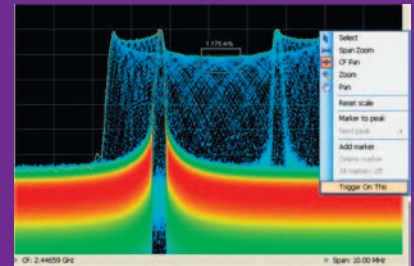 1.175 m%
Select
Span Zoom
CF Pan
Zoom
Pan
Reset scale
Marker to peak
Next peak
Add marker
Delete marker
All markers off
Trigger On This
CF: 2.44659 GHz
Span: 10.00 MHz